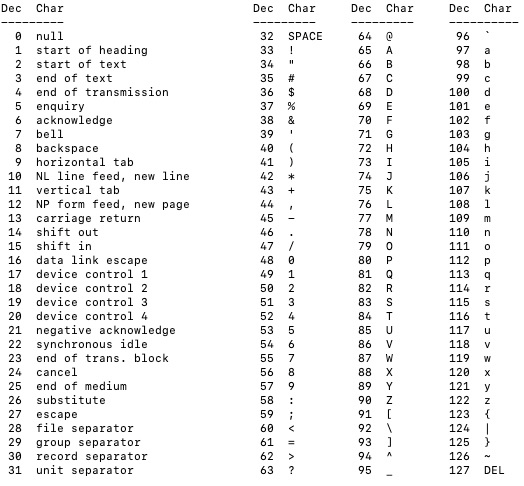 Dec  Char                           Dec  Char     Dec  Char     Dec  Char
---------                           ---------     ---------     ----------
  0  null                            32  SPACE     64  @         96  `
  1  start of heading                33  !         65  A         97  a
  2  start of text                   34  "         66  B         98  b
  3  end of text                     35  #         67  C         99  c
  4  end of transmission             36  $         68  D        100  d
  5  enquiry                         37  %         69  E        101  e
  6  acknowledge                     38  &         70  F        102  f
  7  bell                            39  '         71  G        103  g
  8  backspace                       40  (         72  H        104  h
  9  horizontal tab                  41  )         73  I        105  i
 10  NL line feed, new line          42  *         74  J        106  j
 11  vertical tab                    43  +         75  K        107  k
 12  NP form feed, new page          44  ,         76  L        108  l
 13  carriage return                 45  -         77  M        109  m
 14  shift out                       46  .         78  N        110  n
 15  shift in                        47  /         79  O        111  o
 16  data link escape                48  0         80  P        112  p
 17  device control 1                49  1         81  Q        113  q
 18  device control 2                50  2         82  R        114  r
 19  device control 3                51  3         83  S        115  s
 20  device control 4                52  4         84  T        116  t
 21  negative acknowledge            53  5         85  U        117  u
 22  synchronous idle                54  6         86  V        118  v
 23  end of trans. block             55  7         87  W        119  w
 24  cancel                          56  8         88  X        120  x
 25  end of medium                   57  9         89  Y        121  y
 26  substitute                      58  :         90  Z        122  z
 27  escape                          59  ;         91  [        123  {
 28  file separator                  60  <         92  \        124  |
 29  group separator                 61  =         93  ]        125  }
 30  record separator                62  >         94  ^        126  ~
 31  unit separator                  63  ?         95  _        127  DEL